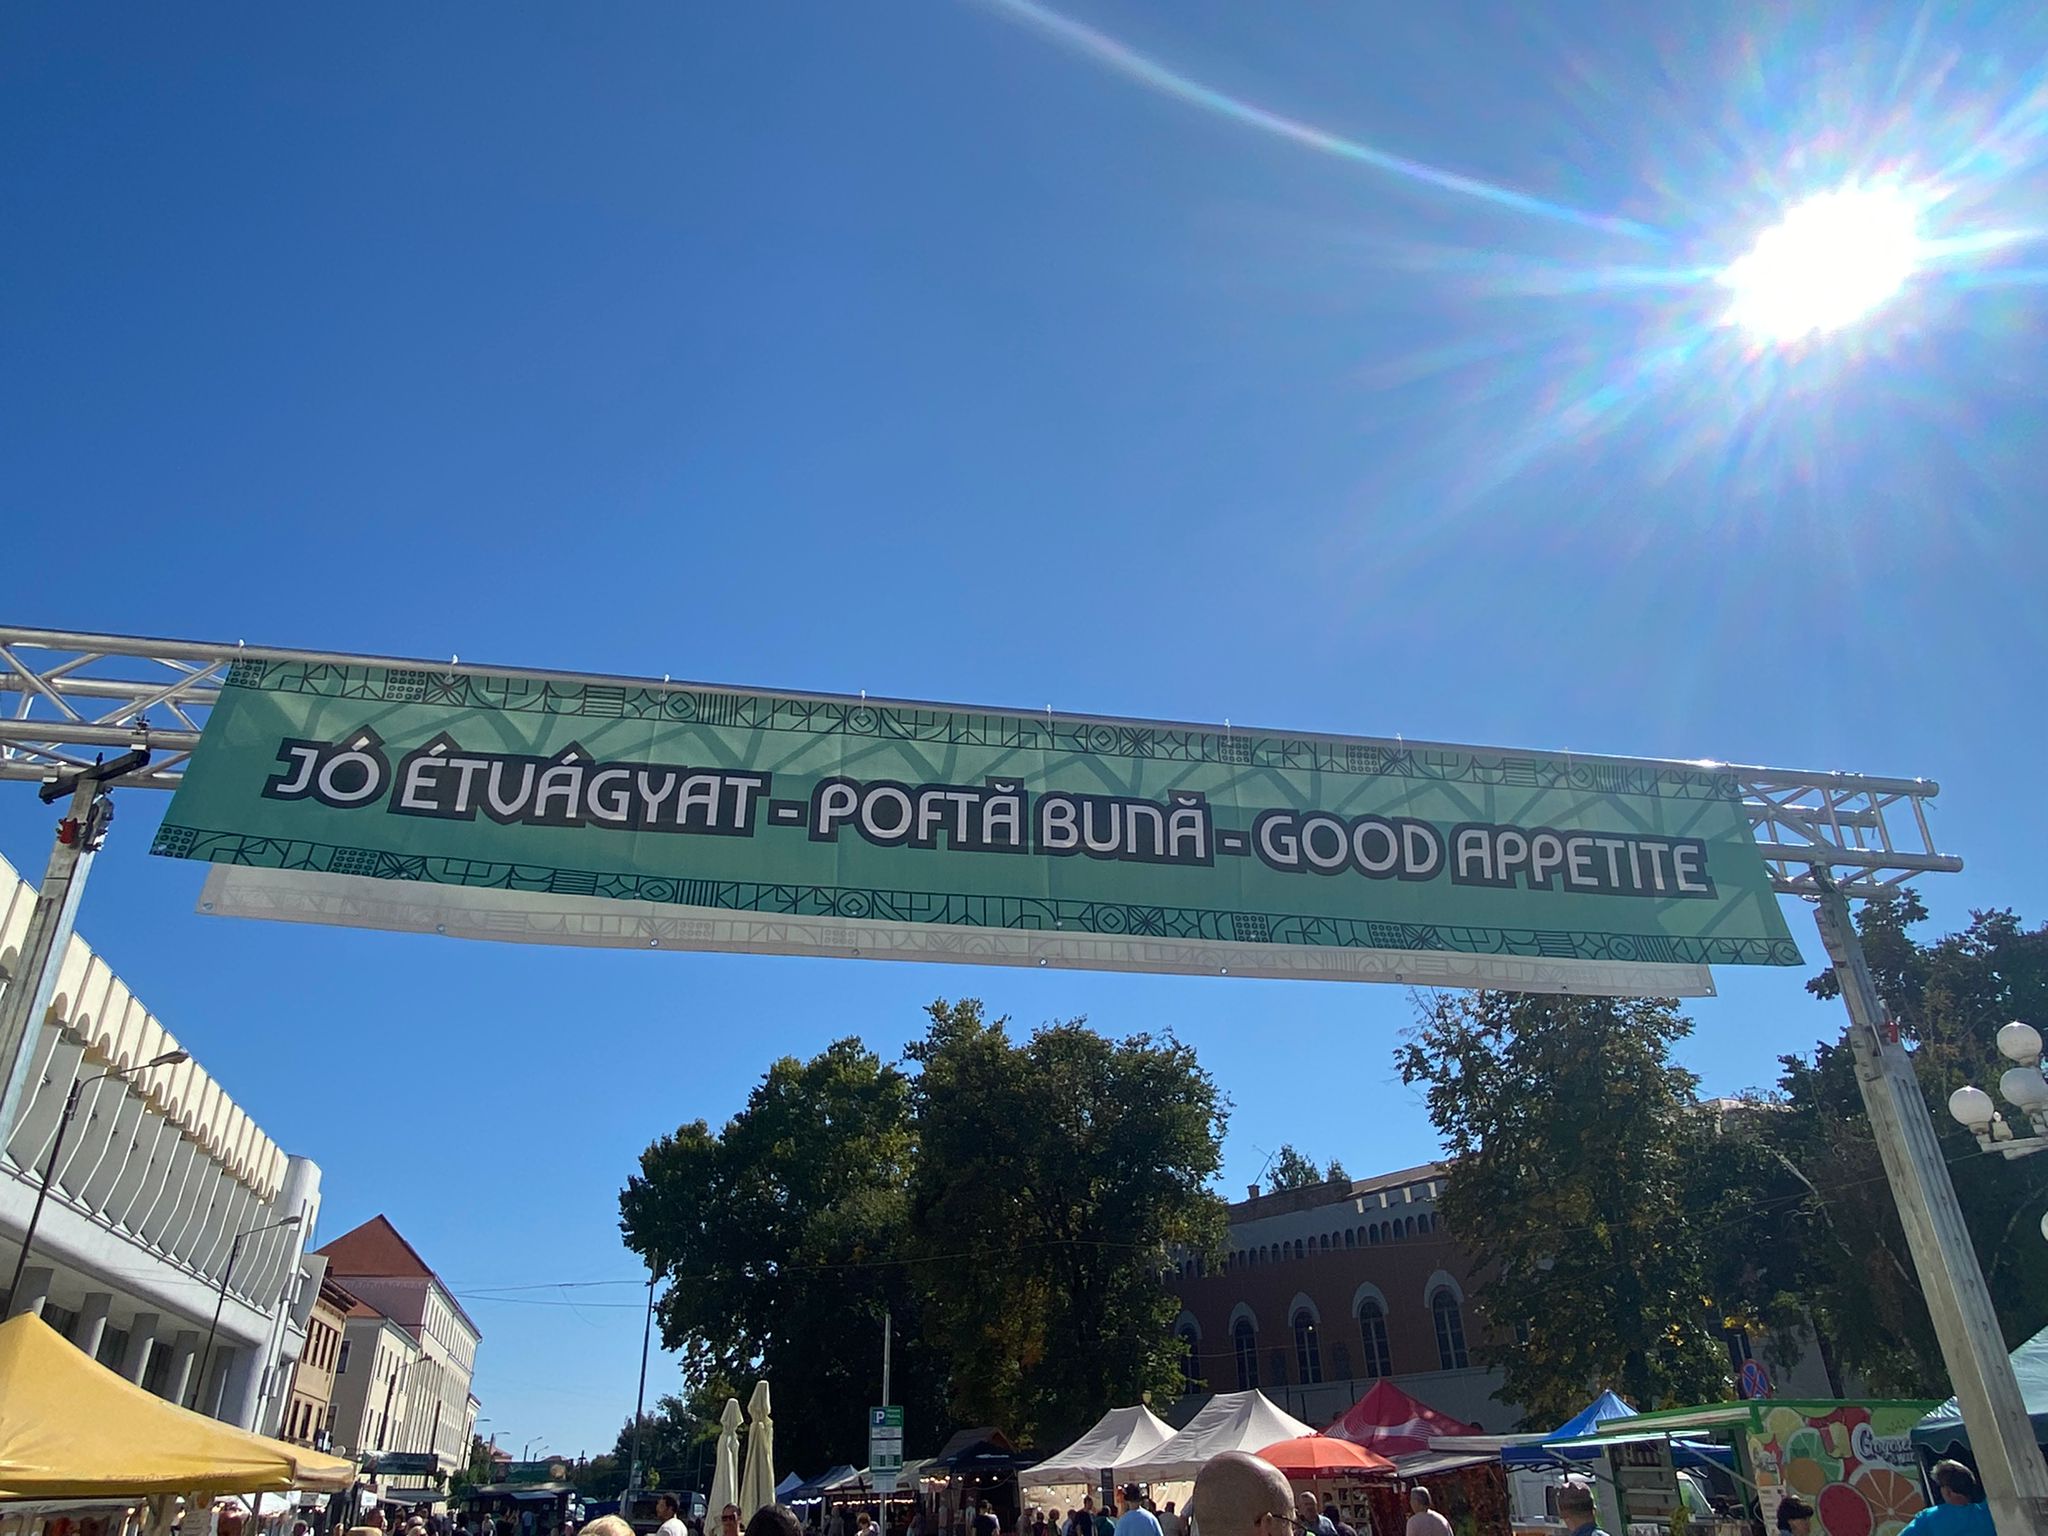 JÓ ÉTVÁGYAT - POFTĂ BUNĂ - GOOD APPETITE
P